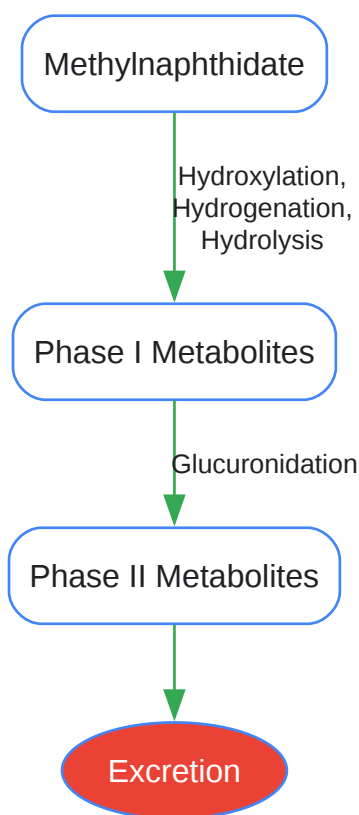 Methylnaphthidate
Hydroxylation,
Hydrogenation,
Hydrolysis
Phase I Metabolites
Glucuronidation
Phase II Metabolites
Excretion